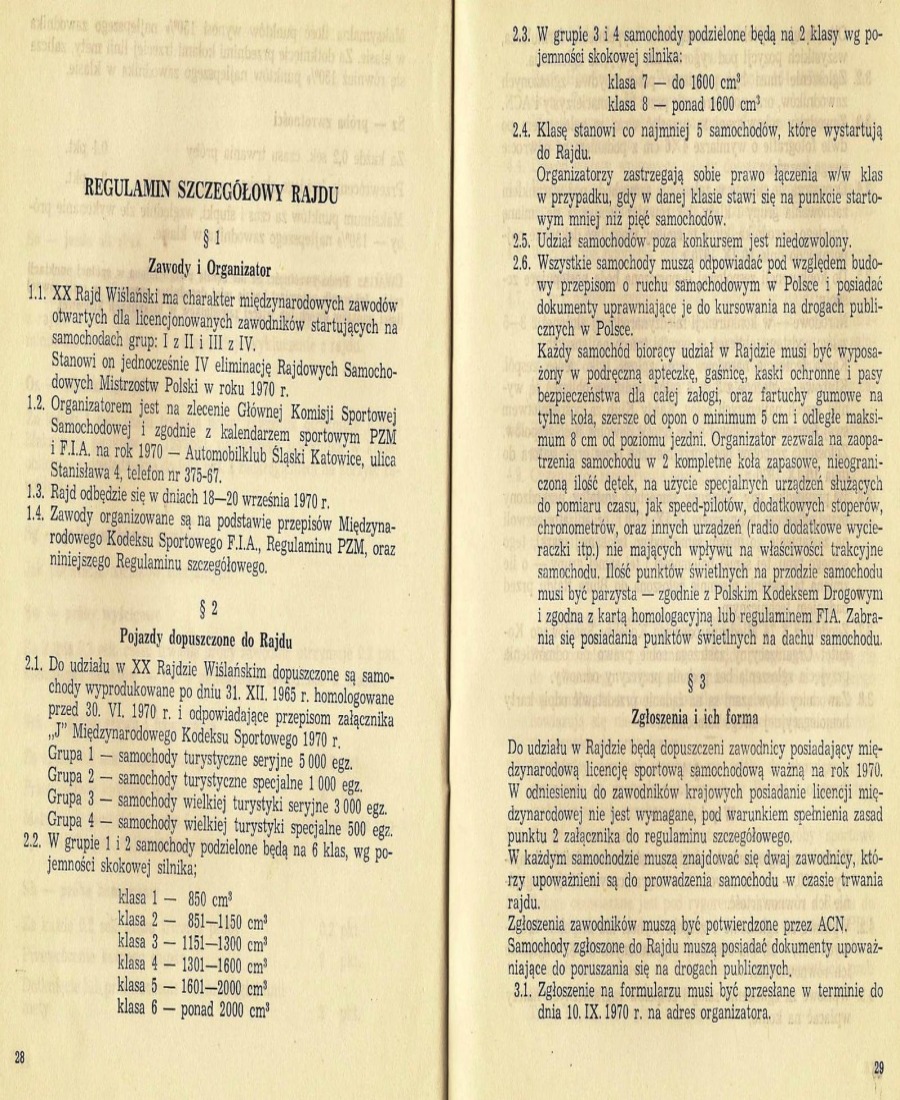 REGULAMIN SZCZEGÓŁOWY RAJDU
§ 1
Zawody i Organizator
1.1. XX Rajd Wiślański ma charakter międzynarodowych zawodów
otwartych dla licencjonowanych zawodników startujących na
samochodach grup: I z II i III z IV.
Stanowi on jednocześnie IV eliminację Rajdowych Samocho-
dowych Mistrzostw Polski w roku 1970 r.
1.2. Organizatorem jest na zlecenie Głównej Komisji Sportowej
Samochodowej i zgodnie z kalendarzem sportowym PZM
i F.I.A. na rok 1970 — Automobilklub Śląski Katowice, ulica
Stanisława 4, telefon nr 375-67.
1.3. Rajd odbędzie się w dniach 18—20 września 1970 r.
1.4. Zawody organizowane są na podstawie przepisów Międzyna-
rodowego Kodeksu Sportowego F.I.A., Regulaminu PZM, oraz
niniejszego Regulaminu szczegółowego.
§ 2
Pojazdy dopuszczone do Rajdu
2.1. Do udziału w XX Rajdzie Wiślańskim dopuszczone są samo-
chody wyprodukowane po dniu 31. XII. 1965 r. homologowane
przed 30. VI. 1970 r. i odpowiadające przepisom załącznika
„J” Międzynarodowego Kodeksu Sportowego 1970 r.
Grupa 1 — samochody turystyczne seryjne 5 000 egz.
Grupa 2 — samochody turystyczne specjalne 1 000 egz.
Grupa 3 — samochody wielkiej turystyki seryjne 3 000 egz.
Grupa 4 — samochody wielkiej turystyki specjalne 500 egz.
2.2. W grupie 1 i 2 samochody podzielone będą na 6 klas, wg po-
jemności skokowej silnika;
klasa 1 — 850 cm³
klasa 2 — 851—1150 cm³
klasa 3 — 1151—1300 cm³
klasa 4 — 1301—1600 cm³
klasa 5 — 1601—2000 cm³
klasa 6 — ponad 2000 cm³
28
2.3. W grupie 3 i 4 samochody podzielone będą na 2 klasy wg po-
jemności skokowej silnika:
klasa 7 — do 1600 cm³
klasa 8 — ponad 1600 cm³
2.4. Klasę stanowi co najmniej 5 samochodów, które wystartują
do Rajdu.
Organizatorzy zastrzegają sobie prawo łączenia w/w klas
w przypadku, gdy w danej klasie stawi się na punkcie starto-
wym mniej niż pięć samochodów.
2.5. Udział samochodów poza konkursem jest niedozwolony.
2.6. Wszystkie samochody muszą odpowiadać pod względem budo-
wy przepisom o ruchu samochodowym w Polsce i posiadać
dokumenty uprawniające je do kursowania na drogach publi-
cznych w Polsce.
Każdy samochód biorący udział w Rajdzie musi być wyposa-
żony w podręczną apteczkę, gaśnicę, kaski ochronne i pasy
bezpieczeństwa dla całej załogi, oraz fartuchy gumowe na
tylne koła, szersze od opon o minimum 5 cm i odległe maksi-
mum 8 cm od poziomu jezdni. Organizator zezwala na zaopa-
trzenia samochodu w 2 kompletne koła zapasowe, nieograni-
czoną ilość dętek, na użycie specjalnych urządzeń służących
do pomiaru czasu, jak speed-pilotów, dodatkowych stoperów,
chronometrów, oraz innych urządzeń (radio dodatkowe wycie-
raczki itp.) nie mających wpływu na właściwości trakcyjne
samochodu. Ilość punktów świetlnych na przodzie samochodu
musi być parzysta — zgodnie z Polskim Kodeksem Drogowym
i zgodna z kartą homologacyjną lub regulaminem FIA. Zabra-
nia się posiadania punktów świetlnych na dachu samochodu.
§ 3
Zgłoszenia i ich forma
Do udziału w Rajdzie będą dopuszczeni zawodnicy posiadający mię-
dzynarodową licencję sportową samochodową ważną na rok 1970.
W odniesieniu do zawodników krajowych posiadanie licencji mię-
dzynarodowej nie jest wymagane, pod warunkiem spełnienia zasad
punktu 2 załącznika do regulaminu szczegółowego.
W każdym samochodzie muszą znajdować się dwaj zawodnicy, któ-
rzy upoważnieni są do prowadzenia samochodu w czasie trwania
rajdu.
Zgłoszenia zawodników muszą być potwierdzone przez ACN.
Samochody zgłoszone do Rajdu muszą posiadać dokumenty upoważ-
niające do poruszania się na drogach publicznych.
3.1. Zgłoszenie na formularzu musi być przesłane w terminie do
dnia 10. IX. 1970 r. na adres organizatora.
29